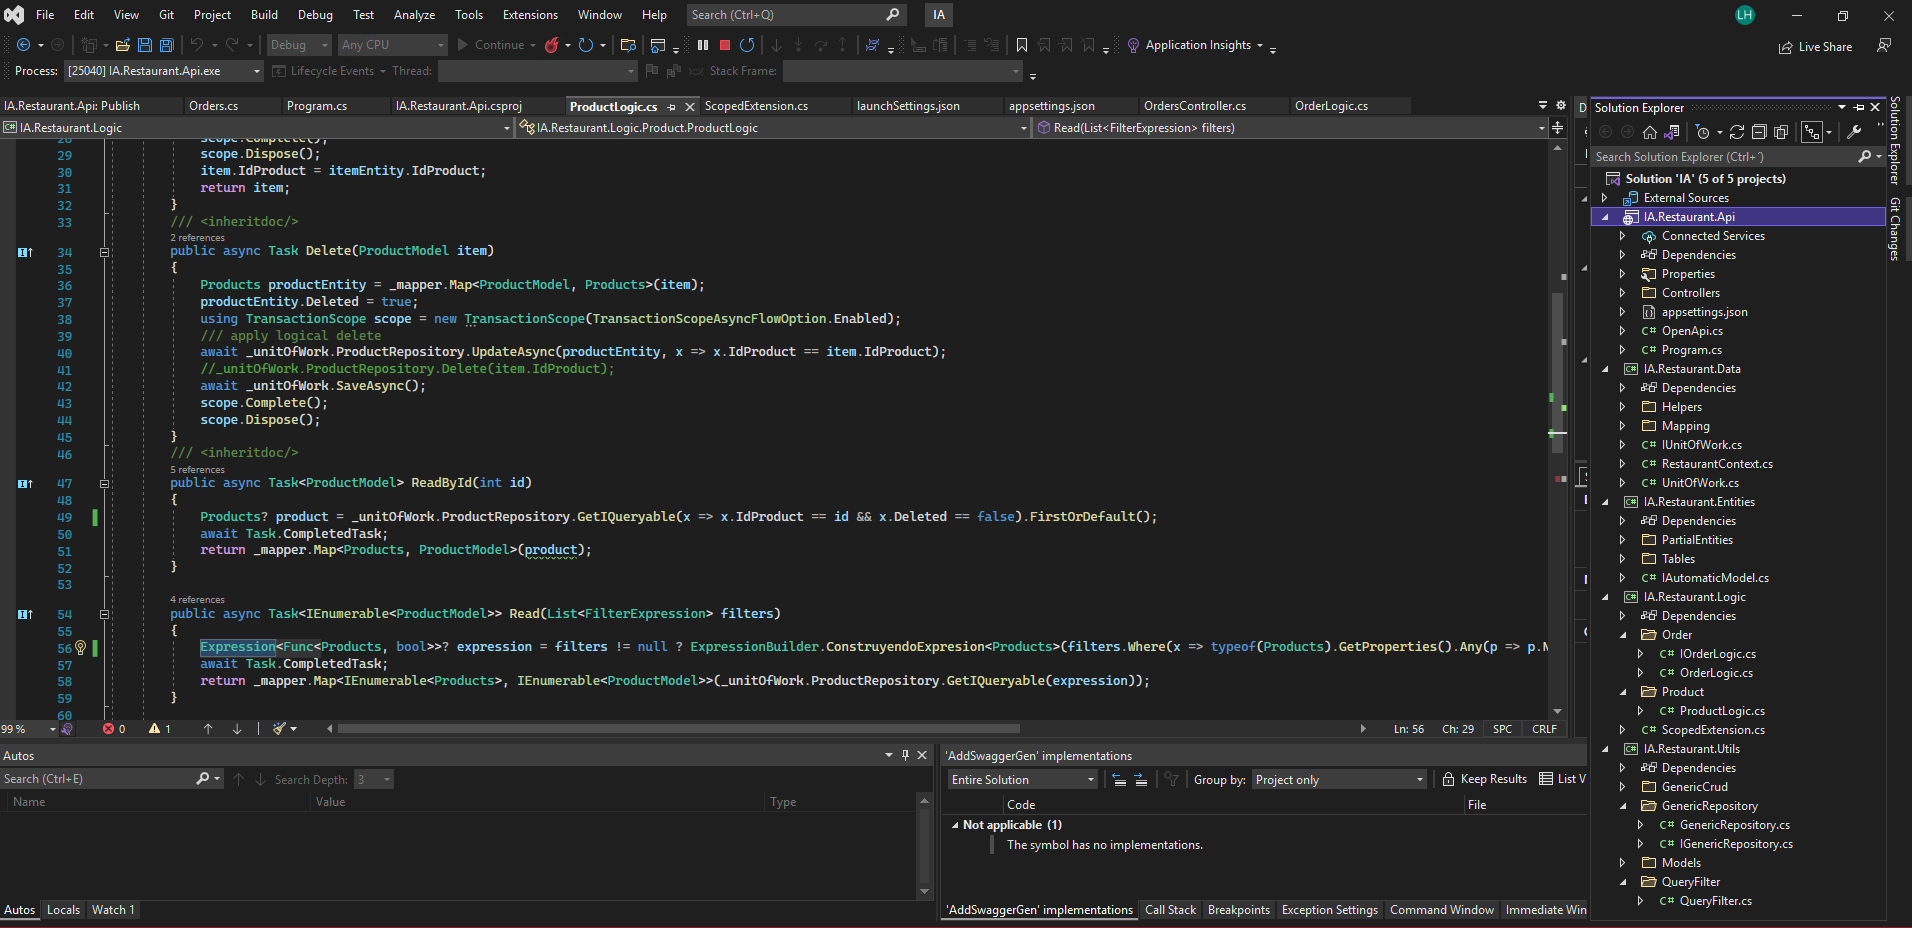 File Edit View Git Project Build Debug Test Analyze Tools Extensions Window Help Search (Ctrl+Q) IA LH
Debug Any CPU Continue Application Insights Live Share
Process: [25040] IA.Restaurant.Api.exe Lifecycle Events Thread: Stack Frame:
IA.Restaurant.Api: Publish Orders.cs Program.cs IA.Restaurant.Api.csproj ProductLogic.cs ScopedExtension.cs launchSettings.json appsettings.json OrdersController.cs OrderLogic.cs
IA.Restaurant.Logic IA.Restaurant.Logic.Product.ProductLogic Read(List<FilterExpression> filters)
28 scope.Complete();
29 scope.Dispose();
30 item.IdProduct = itemEntity.IdProduct;
31 return item;
32 }
33 /// <inheritdoc/>
2 references
34 public async Task Delete(ProductModel item)
35 {
36 Products productEntity = _mapper.Map<ProductModel, Products>(item);
37 productEntity.Deleted = true;
38 using TransactionScope scope = new TransactionScope(TransactionScopeAsyncFlowOption.Enabled);
39 /// apply logical delete
40 await _unitOfWork.ProductRepository.UpdateAsync(productEntity, x => x.IdProduct == item.IdProduct);
41 //_unitOfWork.ProductRepository.Delete(item.IdProduct);
42 await _unitOfWork.SaveAsync();
43 scope.Complete();
44 scope.Dispose();
45 }
46 /// <inheritdoc/>
5 references
47 public async Task<ProductModel> ReadById(int id)
48 {
49 Products? product = _unitOfWork.ProductRepository.GetIQueryable(x => x.IdProduct == id && x.Deleted == false).FirstOrDefault();
50 await Task.CompletedTask;
51 return _mapper.Map<Products, ProductModel>(product);
52 }
53
4 references
54 public async Task<IEnumerable<ProductModel>> Read(List<FilterExpression> filters)
55 {
56 Expression<Func<Products, bool>>? expression = filters != null ? ExpressionBuilder.ConstruyendoExpresion<Products>(filters.Where(x => typeof(Products).GetProperties().Any(p => p.N
57 await Task.CompletedTask;
58 return _mapper.Map<IEnumerable<Products>, IEnumerable<ProductModel>>(_unitOfWork.ProductRepository.GetIQueryable(expression));
59 }
60
99 % 0 1 Ln: 56 Ch: 29 SPC CRLF
Autos
Search (Ctrl+E) Search Depth: 3
Name Value Type
Autos Locals Watch 1
'AddSwaggerGen' implementations
Entire Solution Group by: Project only Keep Results List V
Code File
Not applicable (1)
The symbol has no implementations.
'AddSwaggerGen' implementations Call Stack Breakpoints Exception Settings Command Window Immediate Win
Solution Explorer
Search Solution Explorer (Ctrl+´)
Solution 'IA' (5 of 5 projects)
External Sources
IA.Restaurant.Api
Connected Services
Dependencies
Properties
Controllers
appsettings.json
C# OpenApi.cs
C# Program.cs
IA.Restaurant.Data
Dependencies
Helpers
Mapping
C# IUnitOfWork.cs
C# RestaurantContext.cs
C# UnitOfWork.cs
IA.Restaurant.Entities
Dependencies
PartialEntities
Tables
C# IAutomaticModel.cs
IA.Restaurant.Logic
Dependencies
Order
C# IOrderLogic.cs
C# OrderLogic.cs
Product
C# ProductLogic.cs
C# ScopedExtension.cs
IA.Restaurant.Utils
Dependencies
GenericCrud
GenericRepository
C# GenericRepository.cs
C# IGenericRepository.cs
Models
QueryFilter
C# QueryFilter.cs
Solution Explorer
Git Changes